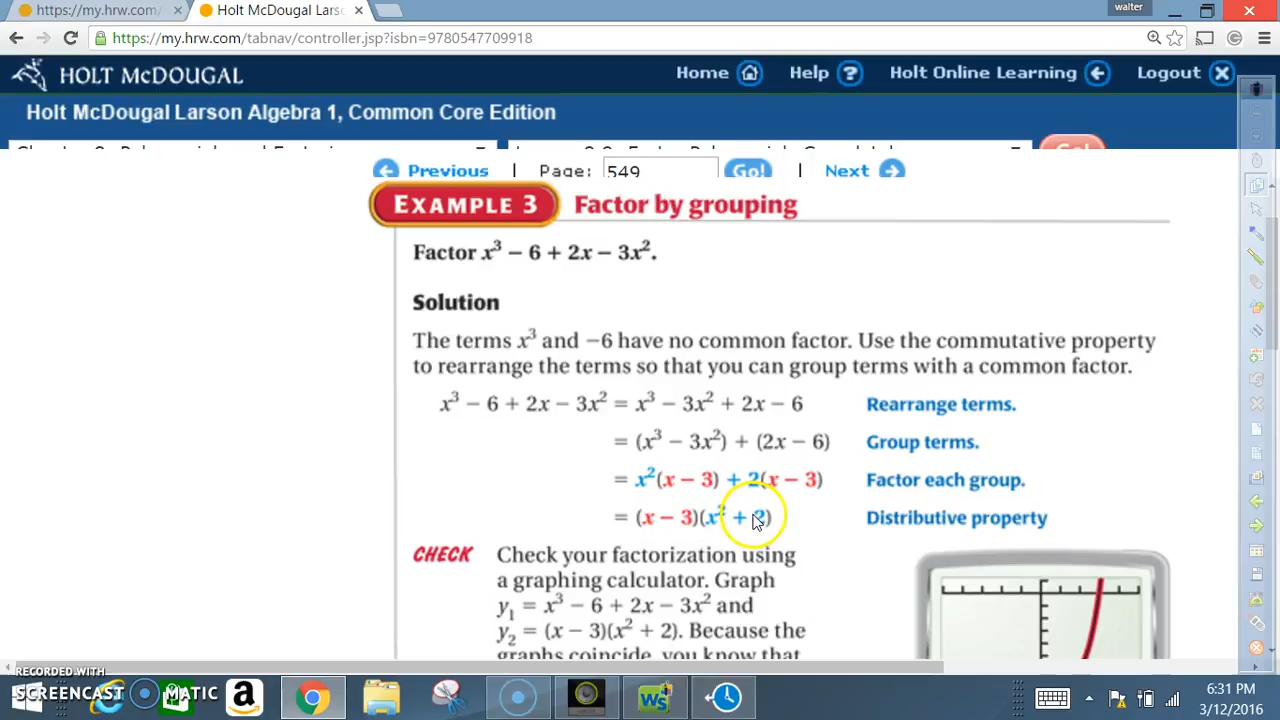 https://my.hrw.com/
Holt McDougal Lars
walter
https://my.hrw.com/tabnav/controller.jsp?isbn=9780547709918
HOLT MCDOUGAL
Home
Help
Holt Online Learning
Logout
Holt McDougal Larson Algebra 1, Common Core Edition
Previous | Page: 549 Go! | Next
EXAMPLE 3 Factor by grouping
Factor x³ − 6 + 2x − 3x².
Solution
The terms x³ and −6 have no common factor. Use the commutative property
to rearrange the terms so that you can group terms with a common factor.
x³ − 6 + 2x − 3x² = x³ − 3x² + 2x − 6 Rearrange terms.
= (x³ − 3x²) + (2x − 6) Group terms.
= x²(x − 3) + 2(x − 3) Factor each group.
= (x − 3)(x² + 2) Distributive property
CHECK Check your factorization using
a graphing calculator. Graph
y₁ = x³ − 6 + 2x − 3x² and
y₂ = (x − 3)(x² + 2). Because the
graphs coincide, you know that
RECORDED WITH
SCREENCAST MATIC
WS
6:31 PM
3/12/2016